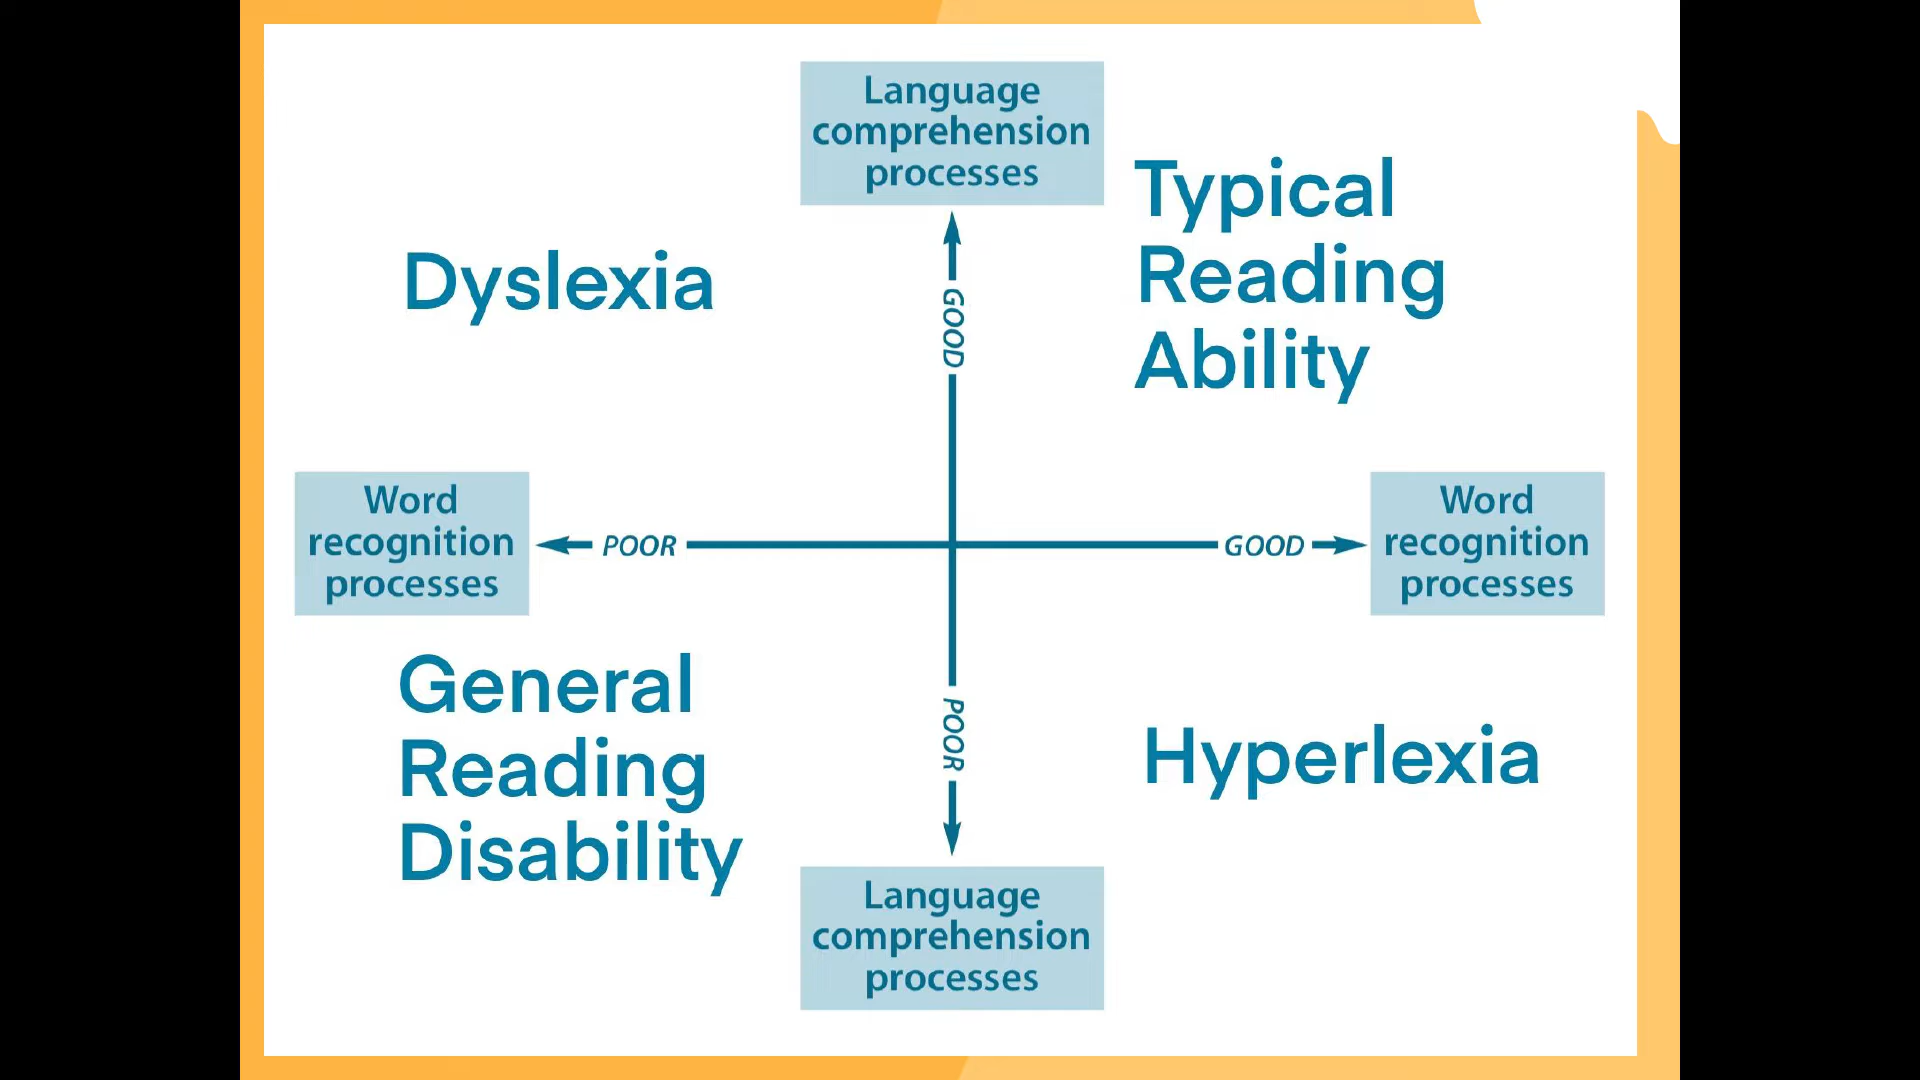 Language
comprehension
processes
Typical
Reading
Ability
Dyslexia
GOOD
Word
recognition
processes
POOR
GOOD
Word
recognition
processes
General
Reading
Disability
POOR
Hyperlexia
Language
comprehension
processes